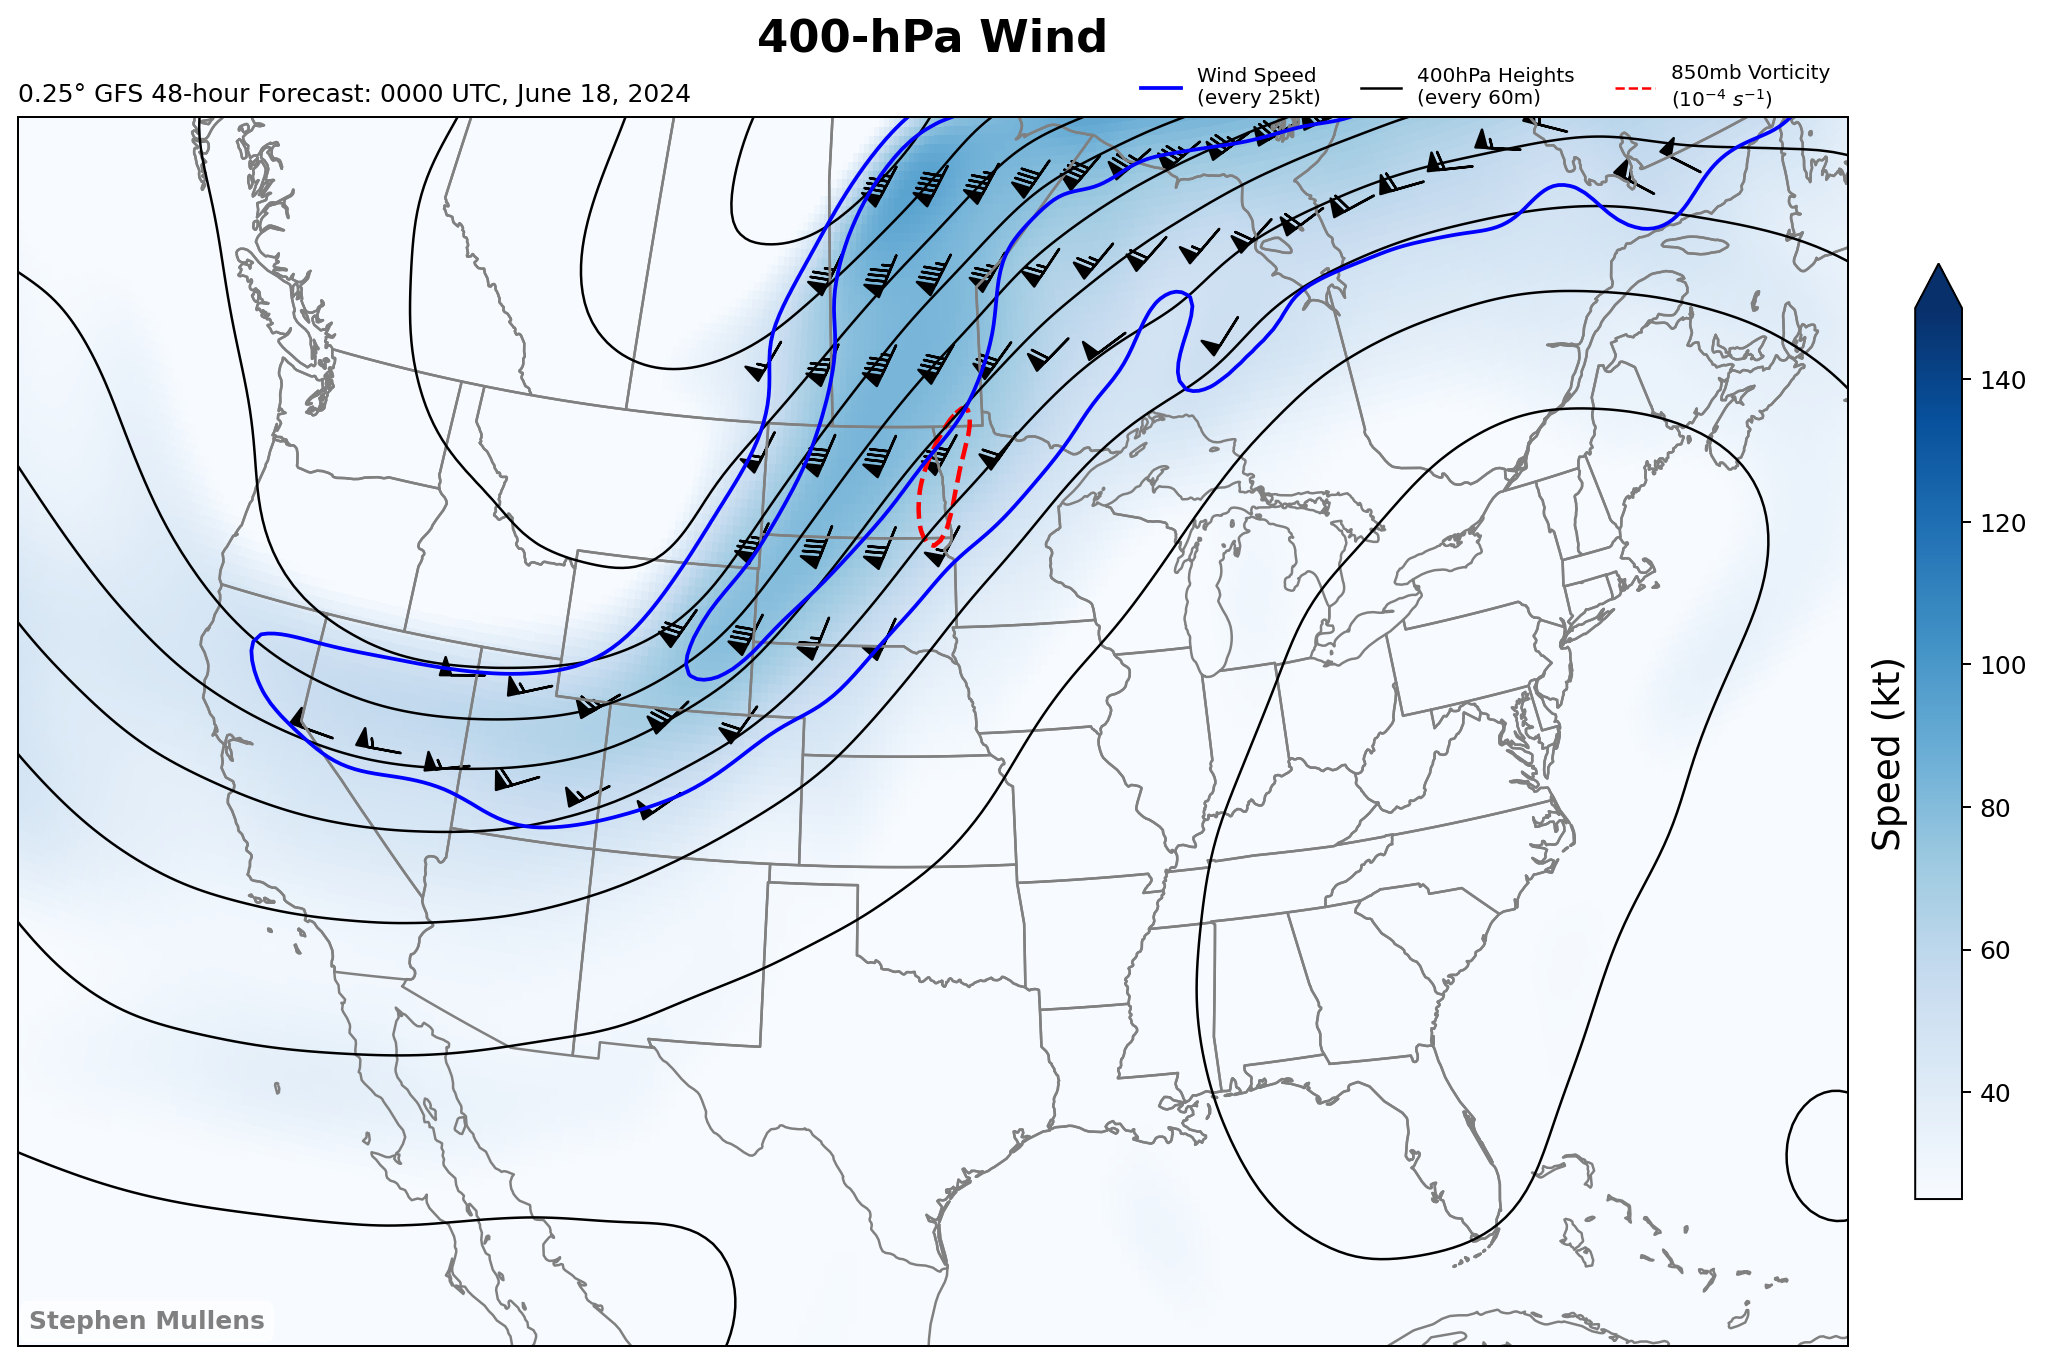 400-hPa Wind
0.25° GFS 48-hour Forecast: 0000 UTC, June 18, 2024
Wind Speed
(every 25kt)
400hPa Heights
(every 60m)
850mb Vorticity
(10⁻⁴ s⁻¹)
140
120
100
80
60
40
Speed (kt)
Stephen Mullens